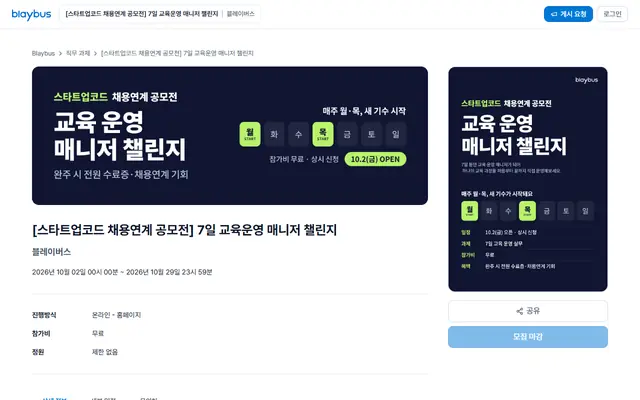 blaybus
[스타트업코드 채용연계 공모전] 7일 교육운영 매니저 챌린지 | 블레이버스
게시 요청
로그인
Blaybus > 직무 과제 > [스타트업코드 채용연계 공모전] 7일 교육운영 매니저 챌린지
스타트업코드 채용연계 공모전
교육 운영
매니저 챌린지
완주 시 전원 수료증·채용연계 기회
매주 월·목, 새 기수 시작
월 START 화 수 목 START 금 토 일
참가비 무료 · 상시 신청 10.2(금) OPEN
blaybus
스타트업코드 채용연계 공모전
교육 운영
매니저 챌린지
매주 월·목, 새 기수가 시작돼요
월 START 화 수 목 START 금 토 일
일정 10.2(금) 오픈 · 상시 신청
과제 7일 교육 운영 실무
참가비 무료
혜택 완주 시 전원 수료증·채용연계 기회
[스타트업코드 채용연계 공모전] 7일 교육운영 매니저 챌린지
블레이버스
2026년 10월 02일 00시 00분 ~ 2026년 10월 29일 23시 59분
공유
모집 마감
진행방식 온라인 - 홈페이지
참가비 무료
정원 제한 없음